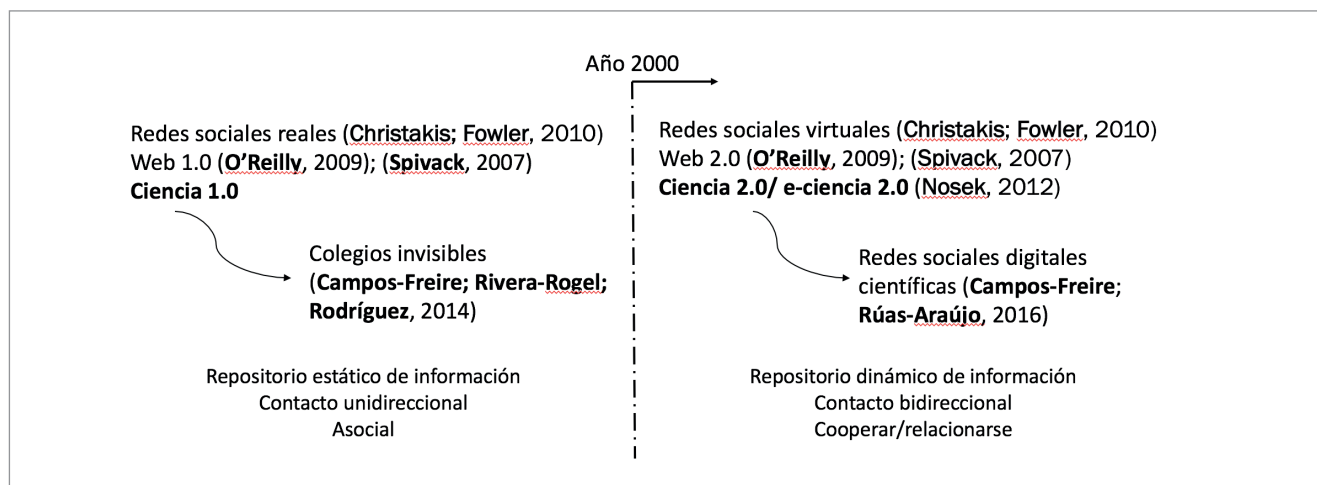 Año 2000
Redes sociales reales (Christakis; Fowler, 2010)
Web 1.0 (O’Reilly, 2009); (Spivack, 2007)
Ciencia 1.0
Colegios invisibles
(Campos-Freire; Rivera-Rogel;
Rodríguez, 2014)
Repositorio estático de información
Contacto unidireccional
Asocial
Redes sociales virtuales (Christakis; Fowler, 2010)
Web 2.0 (O’Reilly, 2009); (Spivack, 2007)
Ciencia 2.0/ e-ciencia 2.0 (Nosek, 2012)
Redes sociales digitales
científicas (Campos-Freire;
Rúas-Araújo, 2016)
Repositorio dinámico de información
Contacto bidireccional
Cooperar/relacionarse